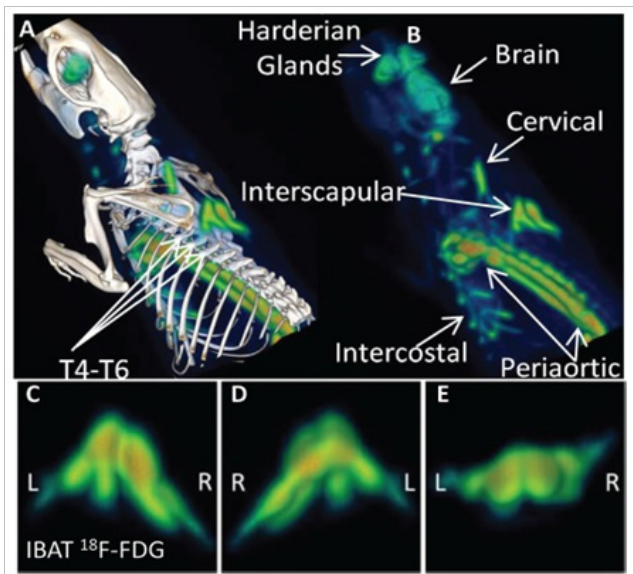 A
B
Harderian
Glands
Brain
Cervical
Interscapular
T4-T6
Intercostal
Periaortic
C
D
E
L
R
R
L
L
R
IBAT ¹⁸F-FDG